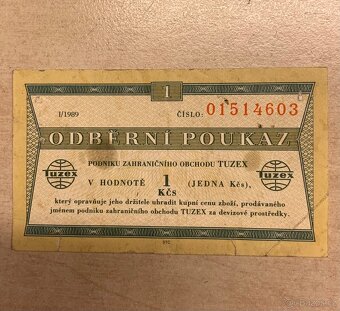 1
I/1989 ČÍSLO: 01514603
ODBĚRNÍ POUKAZ
PODNIKU ZAHRANIČNÍHO OBCHODU TUZEX
Tuzex V HODNOTĚ 1 (JEDNA Kčs), Tuzex
Kčs
který opravňuje jeho držitele uhradit kupní cenu zboží, prodávaného
jménem podniku zahraničního obchodu TUZEX za devizové prostředky.
STC